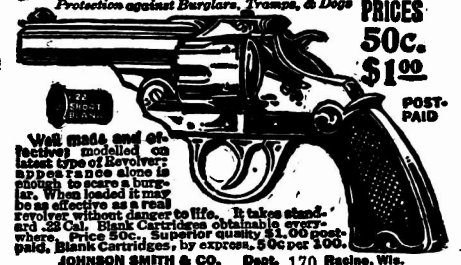 Protection against Burglars, Tramps, & Dogs
PRICES
50c.
$1.00
POST-
PAID
.22
SHORT
BLANK
Well made and ef-
fective; modelled on
latest type of Revolver;
appearance alone is
enough to scare a burg-
lar. When loaded it may
be as effective as a real
revolver without danger to life. It takes stand-
ard .22 Cal. Blank Cartridges obtainable every-
where. Price 50c. Superior quality $1.00 post-
paid. Blank Cartridges, by express, 50c per 100.
JOHNSON SMITH & CO. Dept. 170 Racine, Wis.